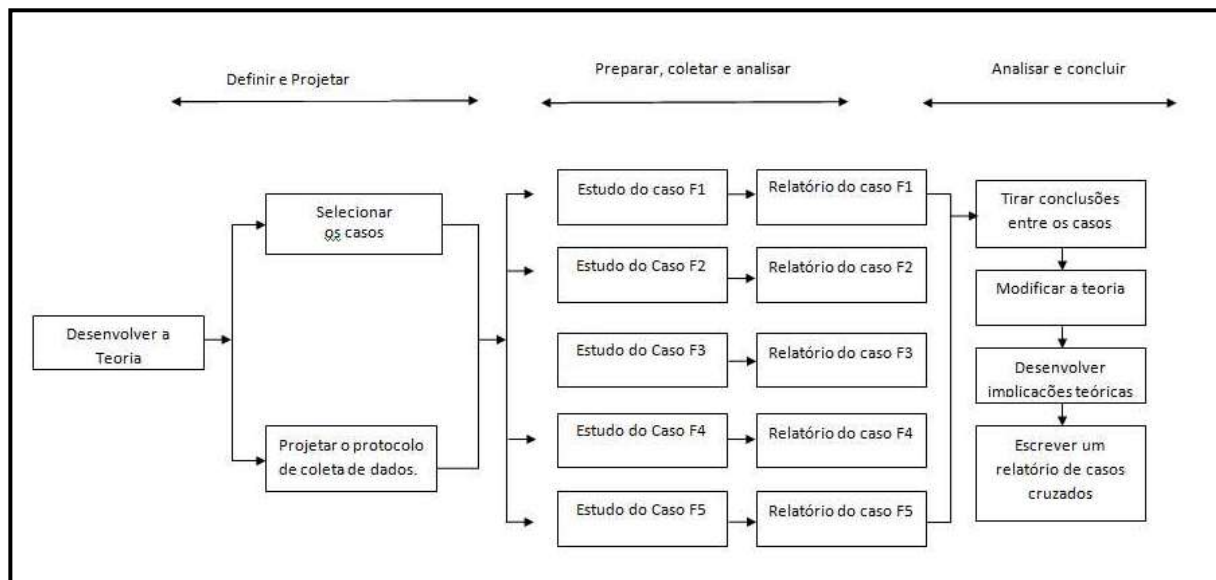 Definir e Projetar
Preparar, coletar e analisar
Analisar e concluir
Desenvolver a
Teoria
Selecionar
os casos
Projetar o protocolo
de coleta de dados.
Estudo do caso F1
Relatório do caso F1
Estudo do Caso F2
Relatório do caso F2
Estudo do Caso F3
Relatório do caso F3
Estudo do Caso F4
Relatório do caso F4
Estudo do Caso F5
Relatório do caso F5
Tirar conclusões
entre os casos
Modificar a teoria
Desenvolver
implicações teóricas
Escrever um
relatório de casos
cruzados